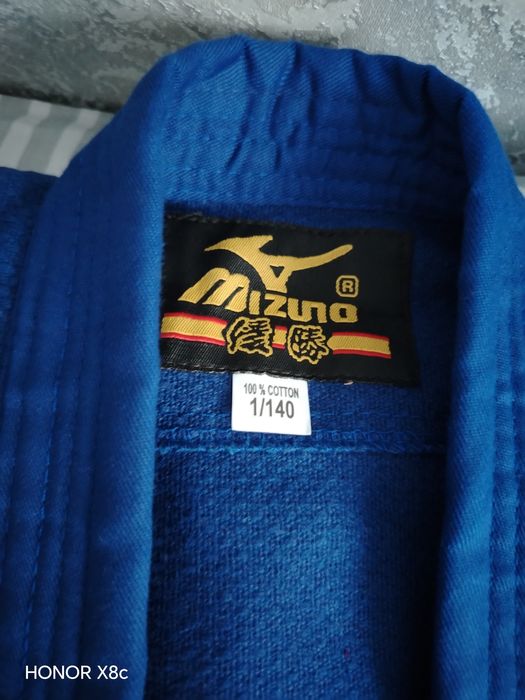 mizuno ®
優勝
100 % COTTON
1/140
HONOR X8c